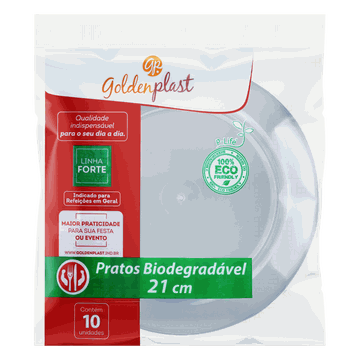 GP
Goldenplast
Qualidade
indispensável
para o seu dia a dia.
LINHA
FORTE
Indicado para
Refeições em Geral
MAIOR PRATICIDADE
PARA SUA FESTA
OU EVENTO
WWW.GOLDENPLAST.IND.BR
100%
ECO
FRIENDLY
Pratos Biodegradável
21 cm
Contém
10
unidades